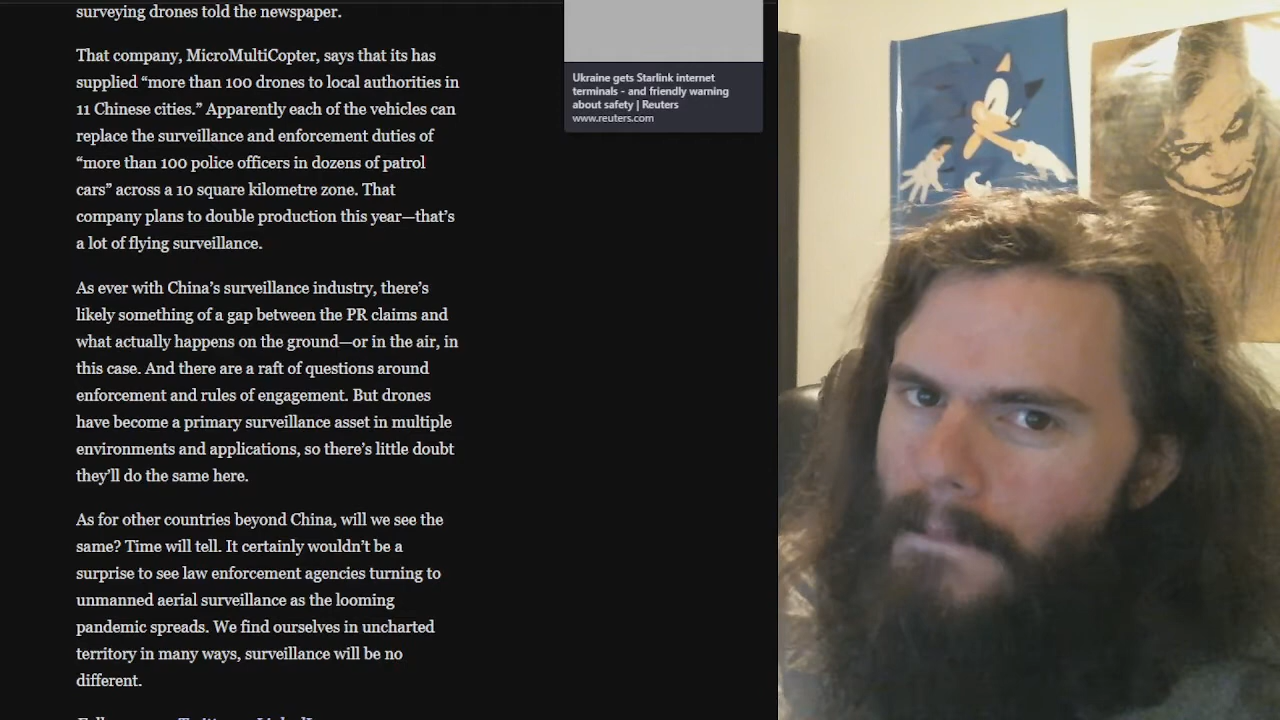 surveying drones told the newspaper.
That company, MicroMultiCopter, says that its has
supplied “more than 100 drones to local authorities in
11 Chinese cities.” Apparently each of the vehicles can
replace the surveillance and enforcement duties of
“more than 100 police officers in dozens of patrol
cars” across a 10 square kilometre zone. That
company plans to double production this year—that’s
a lot of flying surveillance.
As ever with China’s surveillance industry, there’s
likely something of a gap between the PR claims and
what actually happens on the ground—or in the air, in
this case. And there are a raft of questions around
enforcement and rules of engagement. But drones
have become a primary surveillance asset in multiple
environments and applications, so there’s little doubt
they’ll do the same here.
As for other countries beyond China, will we see the
same? Time will tell. It certainly wouldn’t be a
surprise to see law enforcement agencies turning to
unmanned aerial surveillance as the looming
pandemic spreads. We find ourselves in uncharted
territory in many ways, surveillance will be no
different.
Ukraine gets Starlink internet
terminals - and friendly warning
about safety | Reuters
www.reuters.com